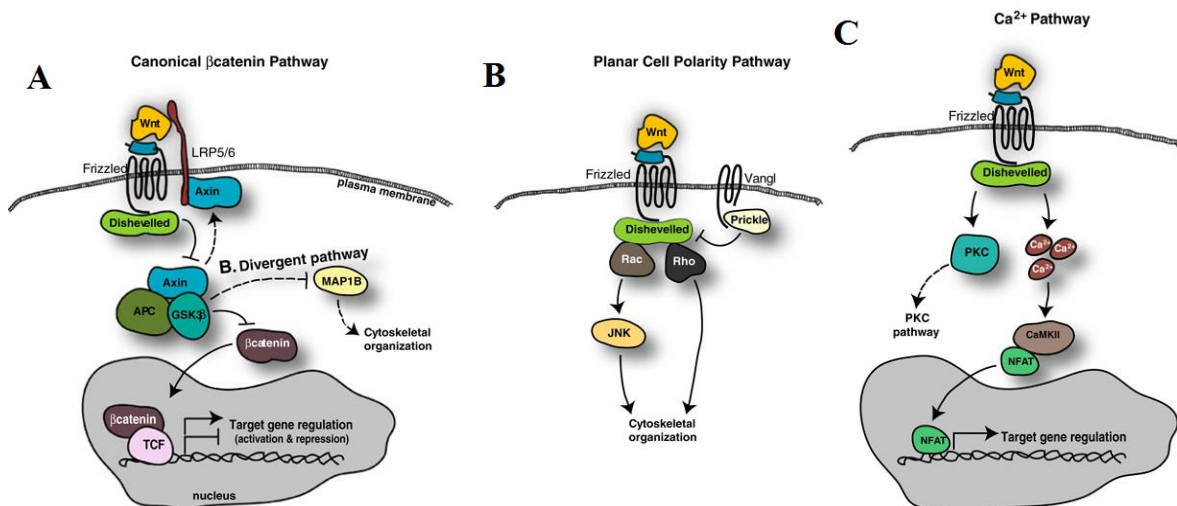 A
Canonical βcatenin Pathway
Wnt
LRP5/6
Frizzled
Axin
plasma membrane
Dishevelled
B. Divergent pathway
Axin
MAP1B
APC
GSK3β
Cytoskeletal
organization
βcatenin
βcatenin
TCF
Target gene regulation
(activation & repression)
nucleus
B
Planar Cell Polarity Pathway
Wnt
Frizzled
Vangl
Dishevelled
Prickle
Rac
Rho
JNK
Cytoskeletal
organization
C
Ca²⁺ Pathway
Wnt
Frizzled
Dishevelled
PKC
Ca²⁺
Ca²⁺
Ca²⁺
PKC
pathway
CaMKII
NFAT
NFAT
Target gene regulation